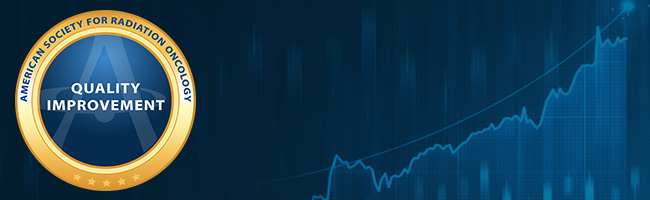 AMERICAN SOCIETY FOR RADIATION ONCOLOGY
QUALITY
IMPROVEMENT